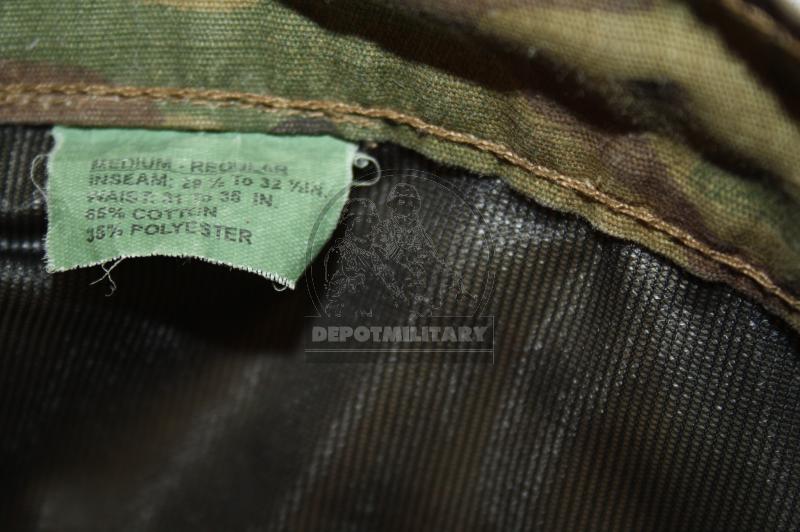 MEDIUM - REGULAR
INSEAM: 29 ½ TO 32 ½ IN.
WAIST: 31 TO 35 IN.
65% COTTON
35% POLYESTER
DEPOTMILITARY